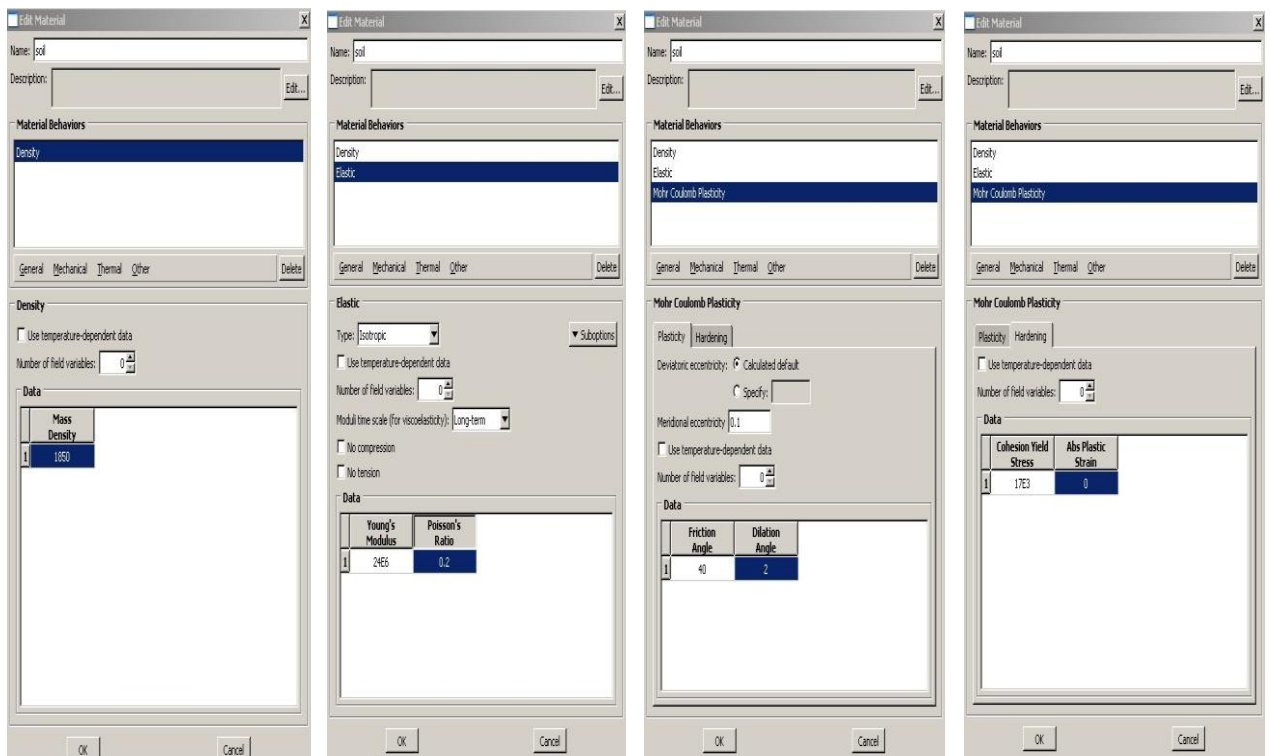 Edit Material
X
Name: soil
Description:
Edit...
Material Behaviors
Density
General Mechanical Thermal Other
Delete
Density
Use temperature-dependent data
Number of field variables: 0
Data
Mass
Density
1 1850
OK Cancel
Edit Material
X
Name: soil
Description:
Edit...
Material Behaviors
Density
Elastic
General Mechanical Thermal Other
Delete
Elastic
Type: Isotropic
▼ Suboptions
Use temperature-dependent data
Number of field variables: 0
Moduli time scale (for viscoelasticity): Long-term
No compression
No tension
Data
Young's Poisson's
Modulus Ratio
1 24E6 0.2
OK Cancel
Edit Material
X
Name: soil
Description:
Edit...
Material Behaviors
Density
Elastic
Mohr Coulomb Plasticity
General Mechanical Thermal Other
Delete
Mohr Coulomb Plasticity
Plasticity Hardening
Deviatoric eccentricity: Calculated default
Specify:
Meridional eccentricity 0.1
Use temperature-dependent data
Number of field variables: 0
Data
Friction Dilation
Angle Angle
1 40 2
OK Cancel
Edit Material
X
Name: soil
Description:
Edit...
Material Behaviors
Density
Elastic
Mohr Coulomb Plasticity
General Mechanical Thermal Other
Delete
Mohr Coulomb Plasticity
Plasticity Hardening
Use temperature-dependent data
Number of field variables: 0
Data
Cohesion Yield Abs Plastic
Stress Strain
1 17E3 0
OK Cancel